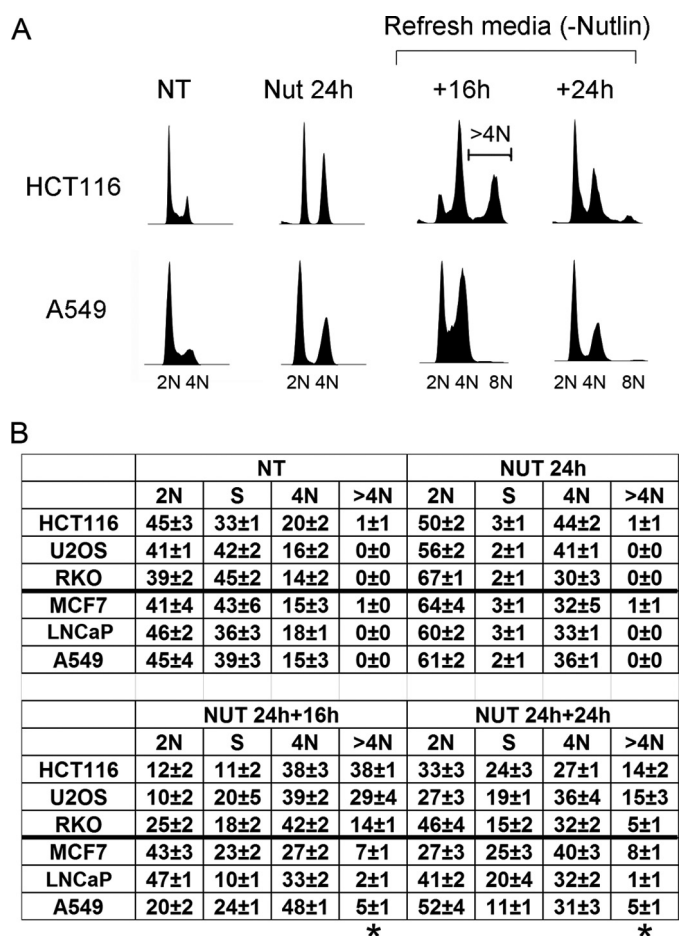 A
Refresh media (-Nutlin)
NT Nut 24h +16h +24h
>4N
HCT116
A549
2N 4N 2N 4N 2N 4N 8N 2N 4N 8N
B
NT NUT 24h
2N S 4N >4N 2N S 4N >4N
HCT116 45±3 33±1 20±2 1±1 50±2 3±1 44±2 1±1
U2OS 41±1 42±2 16±2 0±0 56±2 2±1 41±1 0±0
RKO 39±2 45±2 14±2 0±0 67±1 2±1 30±3 0±0
MCF7 41±4 43±6 15±3 1±0 64±4 3±1 32±5 1±1
LNCaP 46±2 36±3 18±1 0±0 60±2 3±1 33±1 0±0
A549 45±4 39±3 15±3 0±0 61±2 2±1 36±1 0±0
NUT 24h+16h NUT 24h+24h
2N S 4N >4N 2N S 4N >4N
HCT116 12±2 11±2 38±3 38±1 33±3 24±3 27±1 14±2
U2OS 10±2 20±5 39±2 29±4 27±3 19±1 36±4 15±3
RKO 25±2 18±2 42±2 14±1 46±4 15±2 32±2 5±1
MCF7 43±3 23±2 27±2 7±1 27±3 25±3 40±3 8±1
LNCaP 47±1 10±1 33±2 2±1 41±2 20±4 32±2 1±1
A549 20±2 24±1 48±1 5±1 52±4 11±1 31±3 5±1
* *